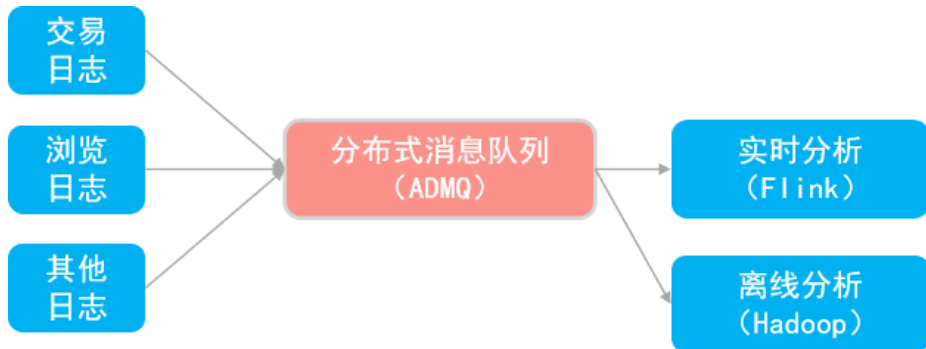 交易
日志
浏览
日志
其他
日志
分布式消息队列
（ADMQ）
实时分析
（Flink）
离线分析
（Hadoop）